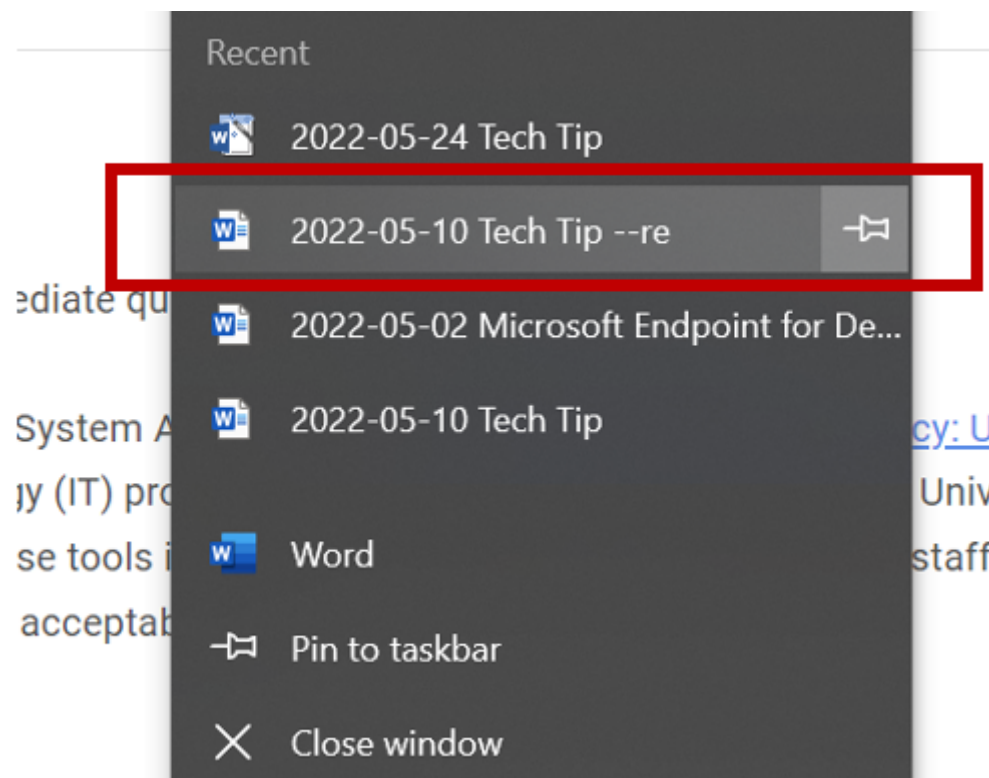 Recent
2022-05-24 Tech Tip
2022-05-10 Tech Tip --re
ediate qu
2022-05-02 Microsoft Endpoint for De...
System A
2022-05-10 Tech Tip
cy: U
gy (IT) pro
Univ
se tools i
Word
staff
acceptab
Pin to taskbar
Close window